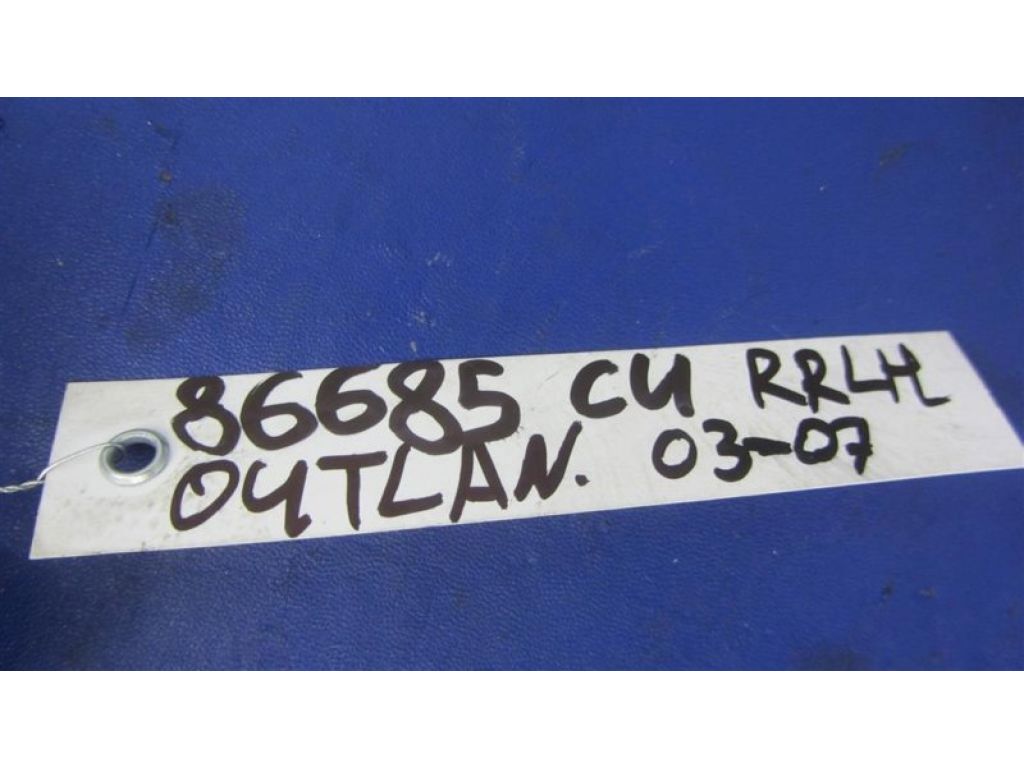 86685 CU RRLH
OUTLAN. 03-07